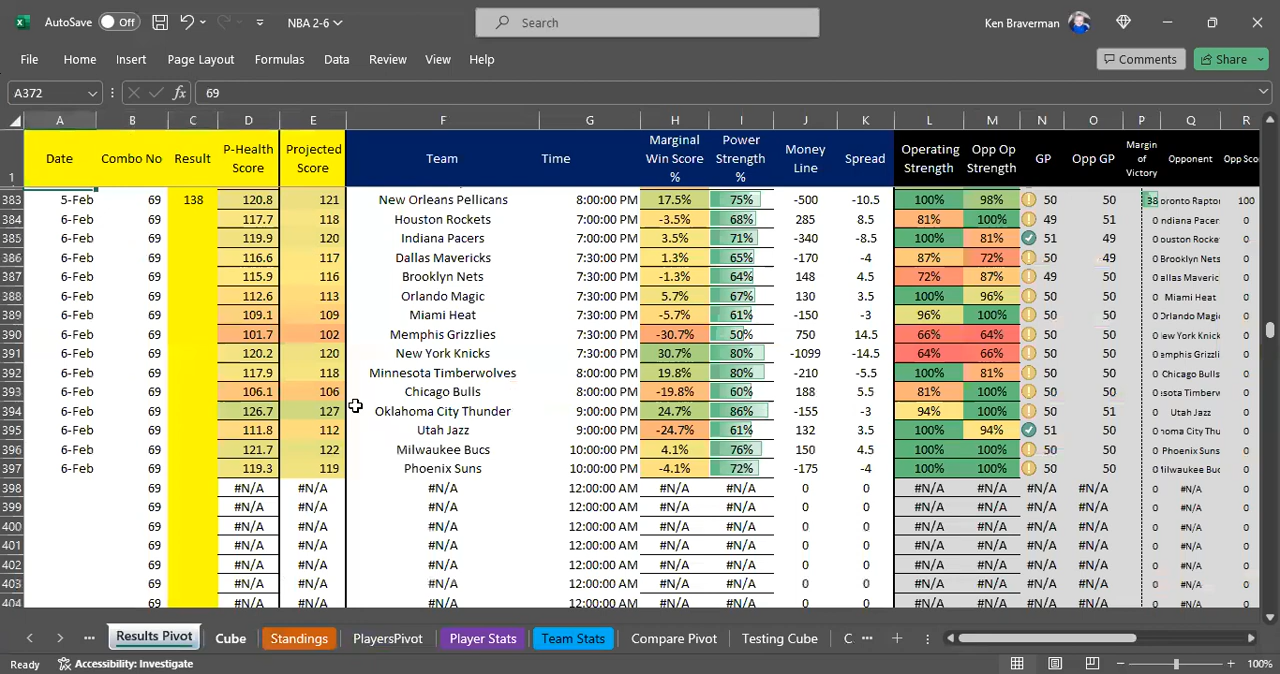 AutoSave Off NBA 2-6 Search Ken Braverman
File Home Insert Page Layout Formulas Data Review View Help Comments Share
A372 fx 69
A B C D E F G H I J K L M N O P Q R
1 Date Combo No Result P-Health Score Projected Score Team Time Marginal Win Score % Power Strength % Money Line Spread Operating Strength Opp Op Strength GP Opp GP Margin of Victory Opponent Opp Sco
383 5-Feb 69 138 120.8 121 New Orleans Pellicans 8:00:00 PM 17.5% 75% -500 -10.5 100% 98% 50 50 38 oronto Raptor 100
384 6-Feb 69 117.7 118 Houston Rockets 7:00:00 PM -3.5% 68% 285 8.5 81% 100% 49 51 0 ndiana Pacer 0
385 6-Feb 69 119.9 120 Indiana Pacers 7:00:00 PM 3.5% 71% -340 -8.5 100% 81% 51 49 0 ouston Rocke 0
386 6-Feb 69 116.6 117 Dallas Mavericks 7:30:00 PM 1.3% 65% -170 -4 87% 72% 50 49 0 Brooklyn Nets 0
387 6-Feb 69 115.9 116 Brooklyn Nets 7:30:00 PM -1.3% 64% 148 4.5 72% 87% 49 50 0 allas Maveric 0
388 6-Feb 69 112.6 113 Orlando Magic 7:30:00 PM 5.7% 67% 130 3.5 100% 96% 50 50 0 Miami Heat 0
389 6-Feb 69 109.1 109 Miami Heat 7:30:00 PM -5.7% 61% -150 -3 96% 100% 50 50 0 Orlando Magic 0
390 6-Feb 69 101.7 102 Memphis Grizzlies 7:30:00 PM -30.7% 50% 750 14.5 66% 64% 50 50 0 ew York Knick 0
391 6-Feb 69 120.2 120 New York Knicks 7:30:00 PM 30.7% 80% -1099 -14.5 64% 66% 50 50 0 emphis Grizzli 0
392 6-Feb 69 117.9 118 Minnesota Timberwolves 8:00:00 PM 19.8% 80% -210 -5.5 100% 81% 50 50 0 Chicago Bulls 0
393 6-Feb 69 106.1 106 Chicago Bulls 8:00:00 PM -19.8% 60% 188 5.5 81% 100% 50 50 0 esota Timberw 0
394 6-Feb 69 126.7 127 Oklahoma City Thunder 9:00:00 PM 24.7% 86% -155 -3 94% 100% 50 51 0 Utah Jazz 0
395 6-Feb 69 111.8 112 Utah Jazz 9:00:00 PM -24.7% 61% 132 3.5 100% 94% 51 50 0 homa City Thu 0
396 6-Feb 69 121.7 122 Milwaukee Bucs 10:00:00 PM 4.1% 76% 150 4.5 100% 100% 50 50 0 Phoenix Suns 0
397 6-Feb 69 119.3 119 Phoenix Suns 10:00:00 PM -4.1% 72% -175 -4 100% 100% 50 50 0 Milwaukee Buc 0
398 69 #N/A #N/A #N/A 12:00:00 AM #N/A #N/A 0 0 #N/A #N/A #N/A #N/A 0 #N/A 0
399 69 #N/A #N/A #N/A 12:00:00 AM #N/A #N/A 0 0 #N/A #N/A #N/A #N/A 0 #N/A 0
400 69 #N/A #N/A #N/A 12:00:00 AM #N/A #N/A 0 0 #N/A #N/A #N/A #N/A 0 #N/A 0
401 69 #N/A #N/A #N/A 12:00:00 AM #N/A #N/A 0 0 #N/A #N/A #N/A #N/A 0 #N/A 0
402 69 #N/A #N/A #N/A 12:00:00 AM #N/A #N/A 0 0 #N/A #N/A #N/A #N/A 0 #N/A 0
403 69 #N/A #N/A #N/A 12:00:00 AM #N/A #N/A 0 0 #N/A #N/A #N/A #N/A 0 #N/A 0
404 69 #N/A #N/A #N/A 12:00:00 AM #N/A #N/A 0 0 #N/A #N/A #N/A #N/A 0 #N/A 0
Results Pivot Cube Standings PlayersPivot Player Stats Team Stats Compare Pivot Testing Cube C
Ready Accessibility: Investigate 100%